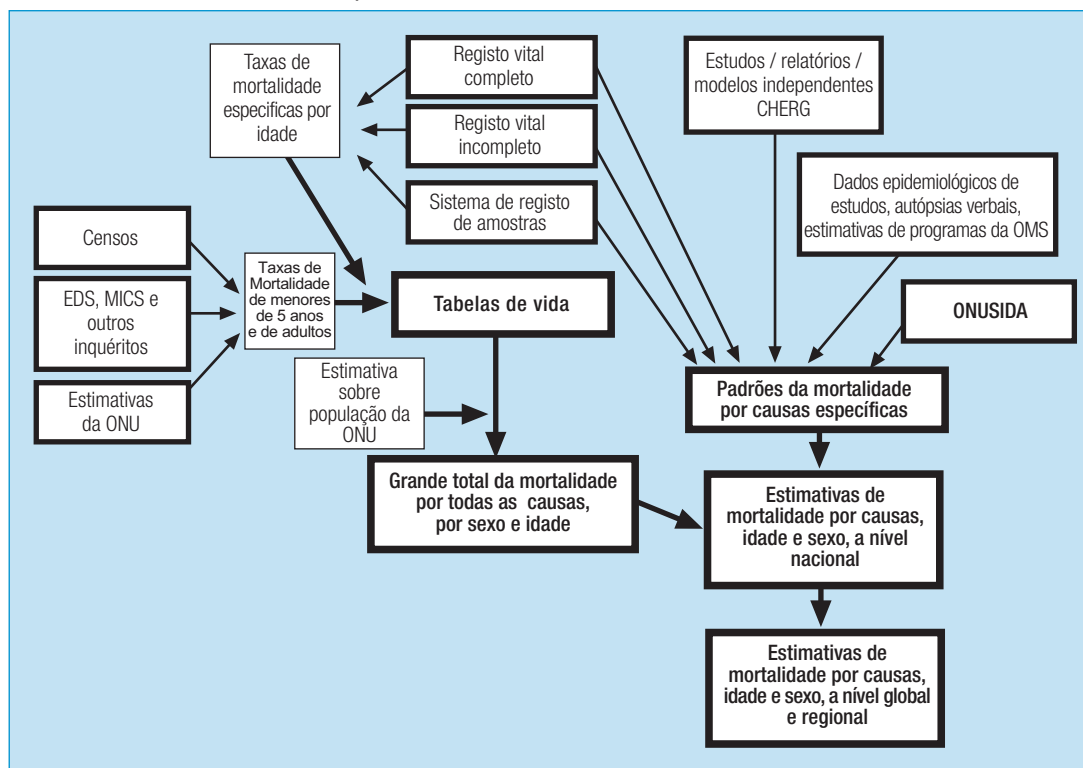 Taxas de
mortalidade
especificas por
idade
Registo vital
completo
Registo vital
incompleto
Sistema de registo
de amostras
Estudos / relatórios /
modelos independentes
CHERG
Dados epidemiológicos de
estudos, autópsias verbais,
estimativas de programas da OMS
ONUSIDA
Censos
EDS, MICS e
outros
inquéritos
Estimativas
da ONU
Taxas de
Mortalidade
de menores
de 5 anos
e de adultos
Tabelas de vida
Estimativa
sobre
população da
ONU
Padrões da mortalidade
por causas específicas
Grande total da mortalidade
por todas as causas,
por sexo e idade
Estimativas de
mortalidade por causas,
idade e sexo, a nível
nacional
Estimativas de
mortalidade por causas,
idade e sexo, a nível global
e regional